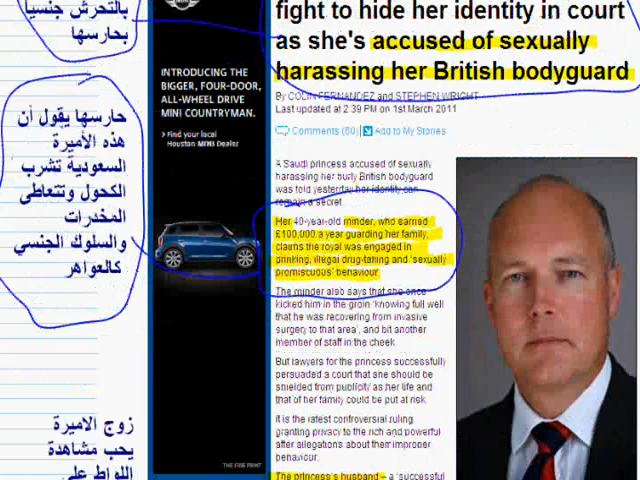 بالتحرش جنسيا
بحارسها
حارسها يقول أن
هذه الأميرة
السعودية تشرب
الكحول وتتعاطى
المخدرات
والسلوك الجنسي
كالعواهر
زوج الاميرة
يحب مشاهدة
اللواط على
MINI
INTRODUCING THE
BIGGER, FOUR-DOOR,
ALL-WHEEL DRIVE
MINI COUNTRYMAN.
> Find your local
Houston MINI Dealer
THE FINE PRINT
fight to hide her identity in court
as she's accused of sexually
harassing her British bodyguard
By COLIN FERNANDEZ and STEPHEN WRIGHT
Last updated at 2:39 PM on 1st March 2011
Comments (60) Add to My Stories
A Saudi princess accused of sexually
harassing her burly British bodyguard
was told yesterday her identity can
remain a secret.
Her 40-year-old minder, who earned
£100,000 a year guarding her family,
claims the royal was engaged in
drinking, illegal drug-taking and 'sexually
promiscuous' behaviour.
The minder also says that she once
kicked him in the groin 'knowing full well
that he was recovering from invasive
surgery to that area', and bit another
member of staff in the cheek.
But lawyers for the princess successfully
persuaded a court that she should be
shielded from publicity as her life and
that of her family could be put at risk.
It is the latest controversial ruling
granting privacy to the rich and powerful
after allegations about their improper
behaviour.
The princess's husband – a 'successful